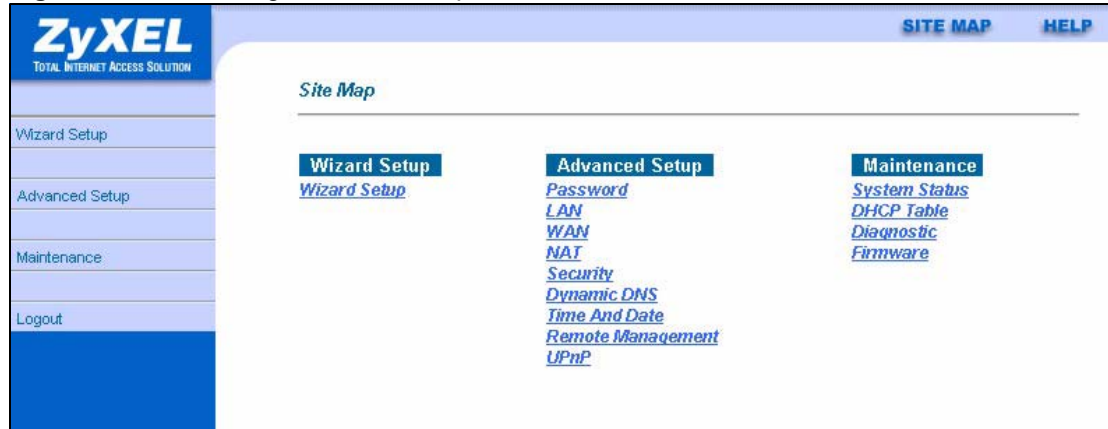 ZyXEL
TOTAL INTERNET ACCESS SOLUTION
SITE MAP HELP
Site Map
Wizard Setup
Advanced Setup
Maintenance
Logout
Wizard Setup
Wizard Setup
Advanced Setup
Password
LAN
WAN
NAT
Security
Dynamic DNS
Time And Date
Remote Management
UPnP
Maintenance
System Status
DHCP Table
Diagnostic
Firmware